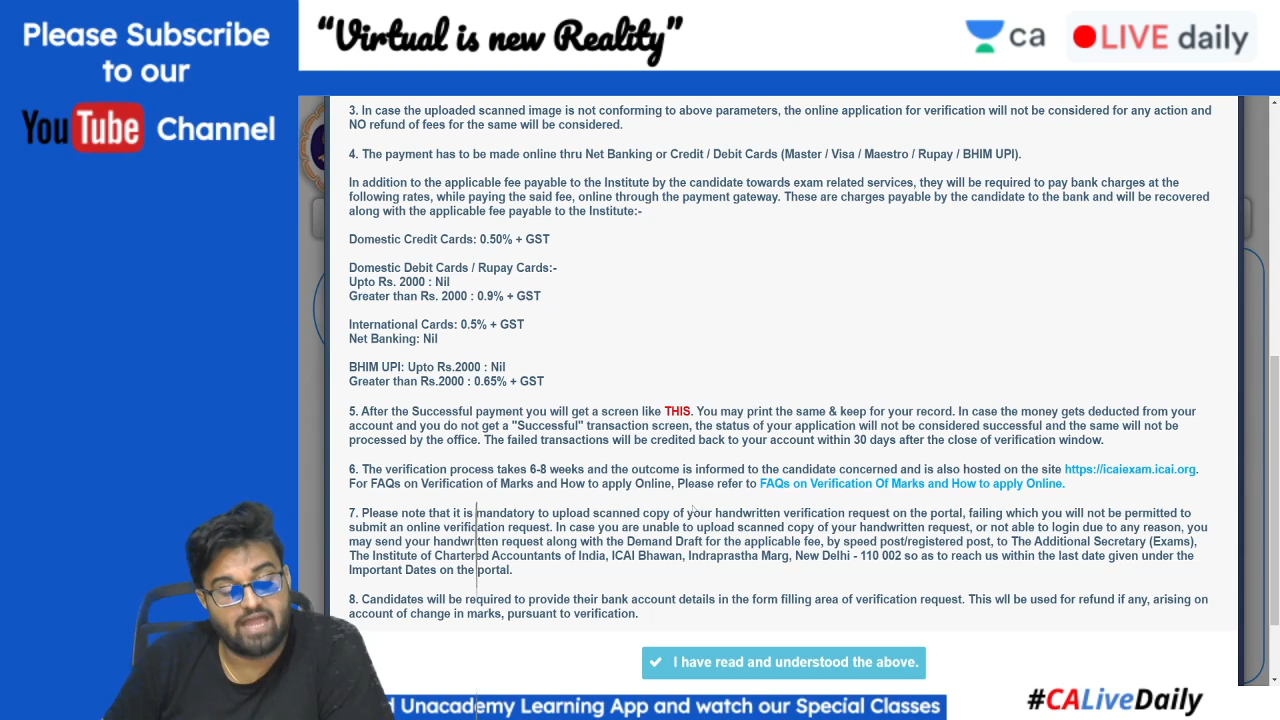 Please Subscribe
to our
YouTube Channel
“Virtual is new Reality”
ca
LIVE daily
3. In case the uploaded scanned image is not conforming to above parameters, the online application for verification will not be considered for any action and
NO refund of fees for the same will be considered.
4. The payment has to be made online thru Net Banking or Credit / Debit Cards (Master / Visa / Maestro / Rupay / BHIM UPI).
In addition to the applicable fee payable to the Institute by the candidate towards exam related services, they will be required to pay bank charges at the
following rates, while paying the said fee, online through the payment gateway. These are charges payable by the candidate to the bank and will be recovered
along with the applicable fee payable to the Institute:-
Domestic Credit Cards: 0.50% + GST
Domestic Debit Cards / Rupay Cards:-
Upto Rs. 2000 : Nil
Greater than Rs. 2000 : 0.9% + GST
International Cards: 0.5% + GST
Net Banking: Nil
BHIM UPI: Upto Rs.2000 : Nil
Greater than Rs.2000 : 0.65% + GST
5. After the Successful payment you will get a screen like THIS. You may print the same & keep for your record. In case the money gets deducted from your
account and you do not get a "Successful" transaction screen, the status of your application will not be considered successful and the same will not be
processed by the office. The failed transactions will be credited back to your account within 30 days after the close of verification window.
6. The verification process takes 6-8 weeks and the outcome is informed to the candidate concerned and is also hosted on the site https://icaiexam.icai.org.
For FAQs on Verification of Marks and How to apply Online, Please refer to FAQs on Verification Of Marks and How to apply Online.
7. Please note that it is mandatory to upload scanned copy of your handwritten verification request on the portal, failing which you will not be permitted to
submit an online verification request. In case you are unable to upload scanned copy of your handwritten request, or not able to login due to any reason, you
may send your handwritten request along with the Demand Draft for the applicable fee, by speed post/registered post, to The Additional Secretary (Exams),
The Institute of Chartered Accountants of India, ICAI Bhawan, Indraprastha Marg, New Delhi - 110 002 so as to reach us within the last date given under the
Important Dates on the portal.
8. Candidates will be required to provide their bank account details in the form filling area of verification request. This wlll be used for refund if any, arising on
account of change in marks, pursuant to verification.
I have read and understood the above.
Unacademy Learning App and watch our Special Classes
#CALiveDaily